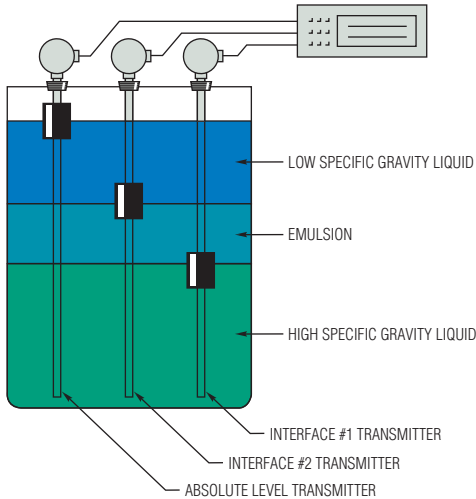 LOW SPECIFIC GRAVITY LIQUID
EMULSION
HIGH SPECIFIC GRAVITY LIQUID
INTERFACE #1 TRANSMITTER
INTERFACE #2 TRANSMITTER
ABSOLUTE LEVEL TRANSMITTER